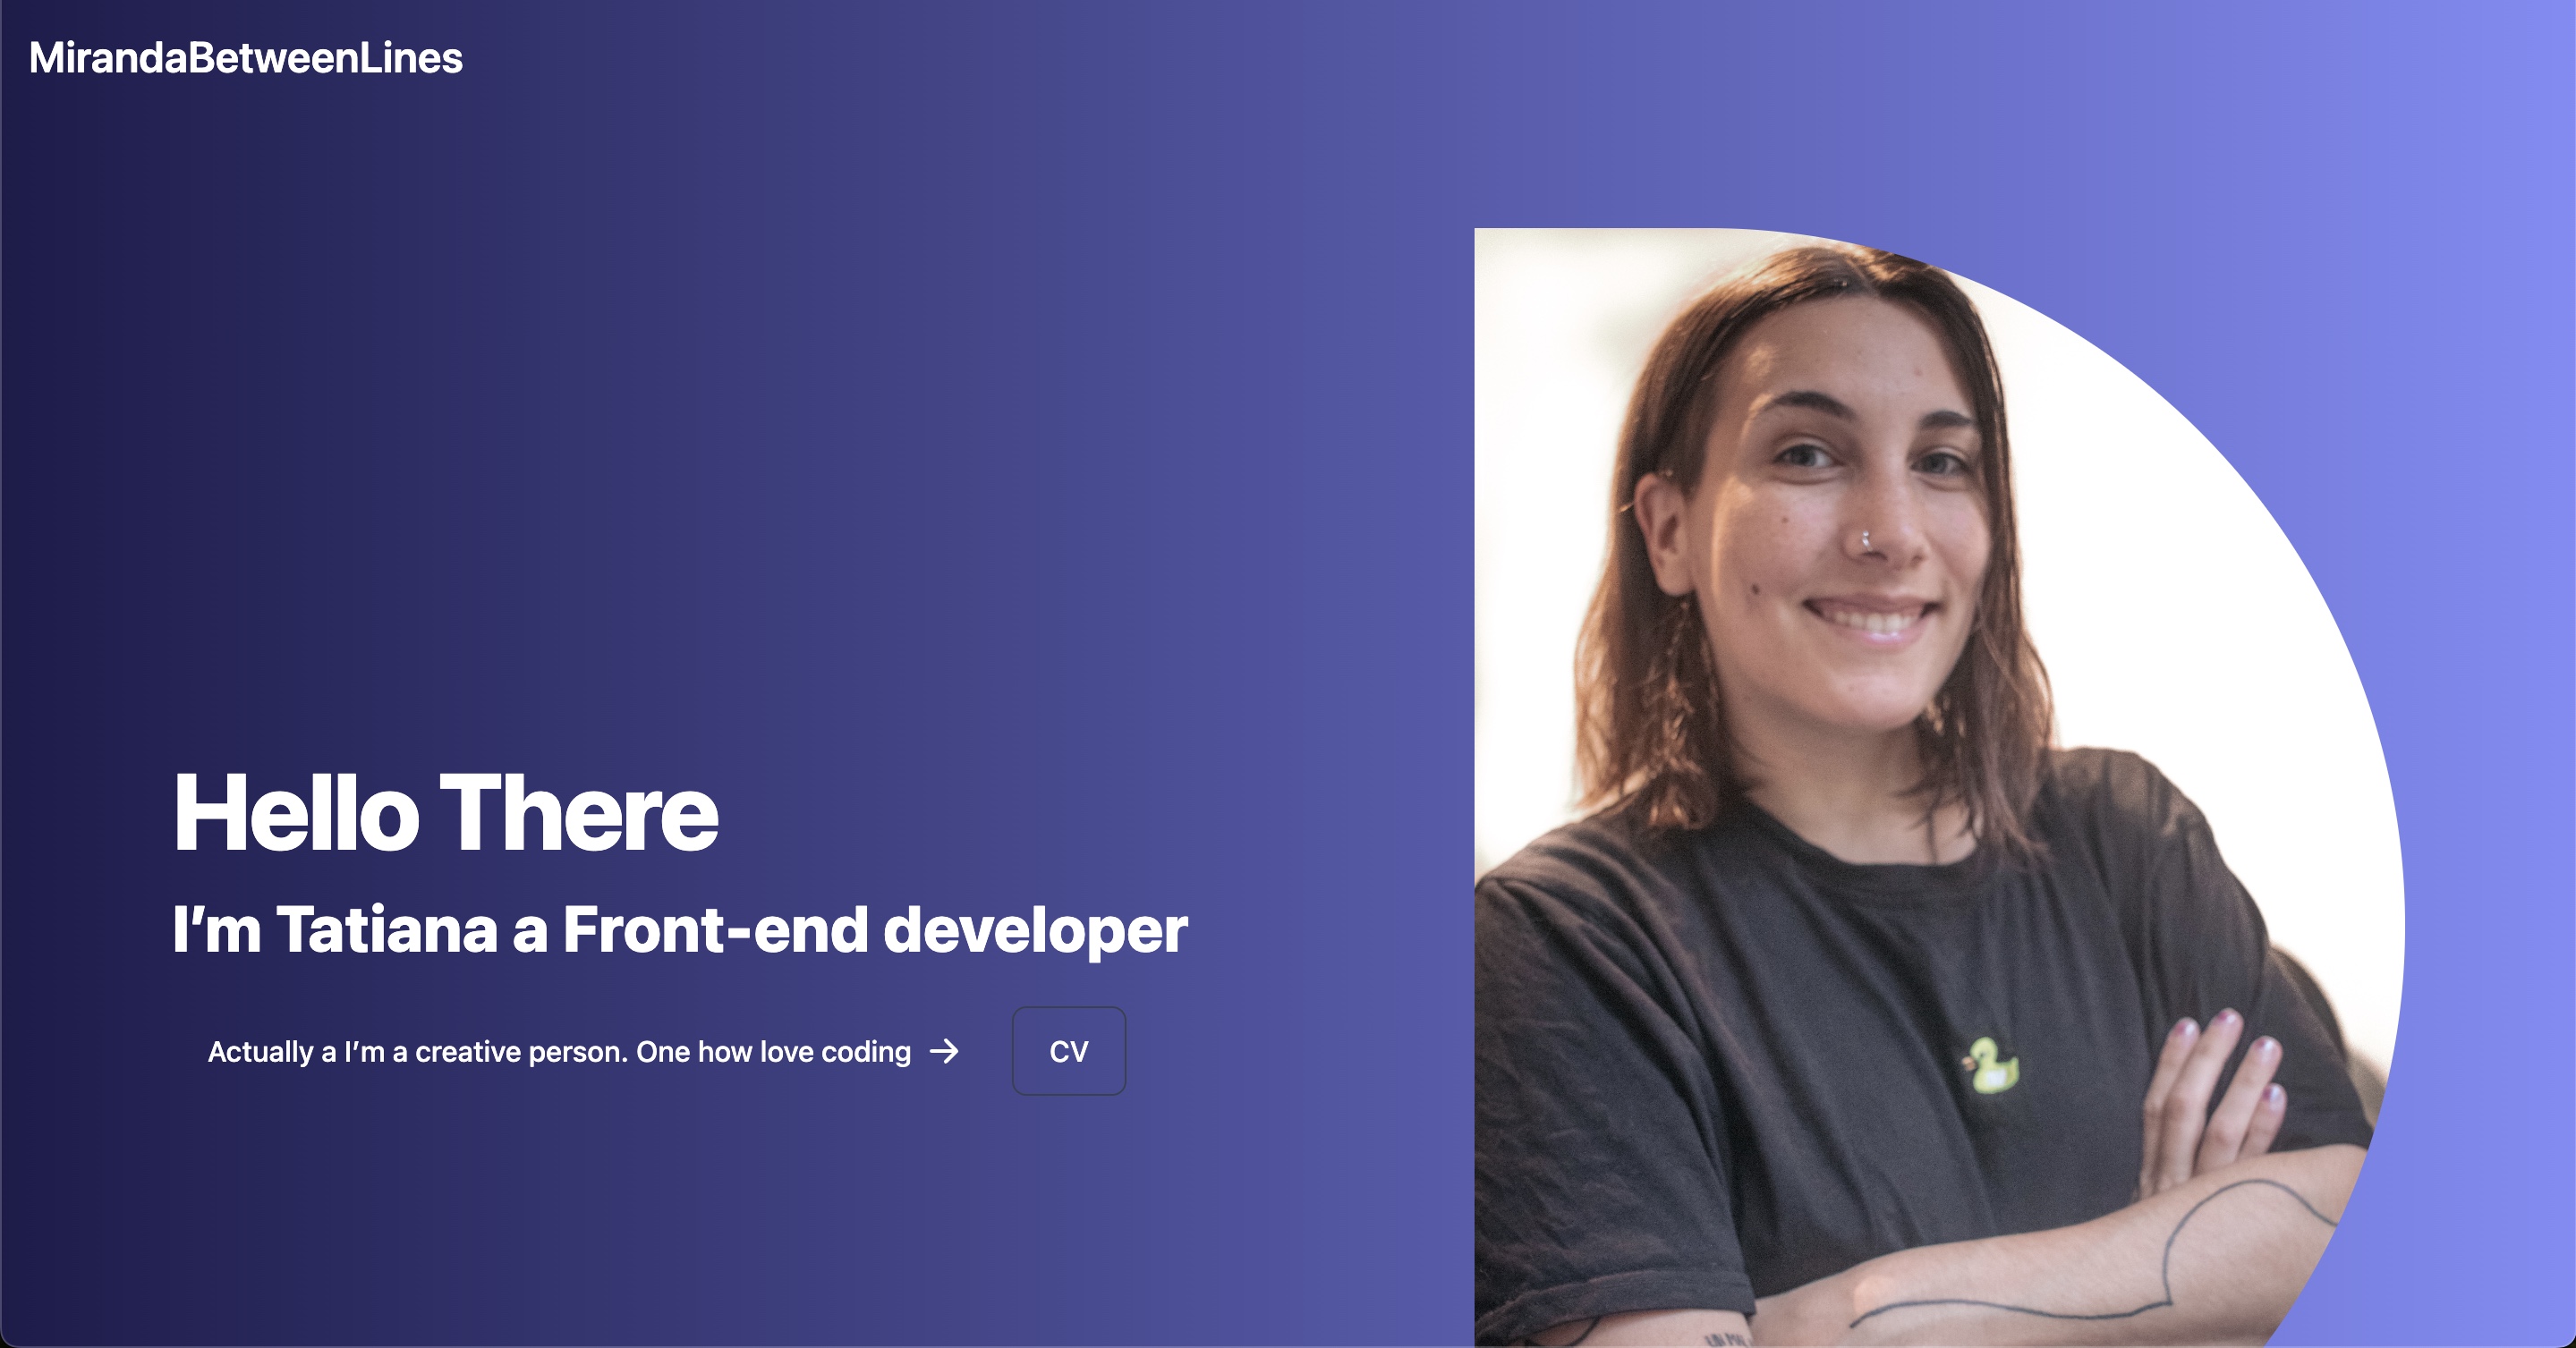 MirandaBetweenLines
Hello There
I’m Tatiana a Front-end developer
Actually a I’m a creative person. One how love coding →
CV